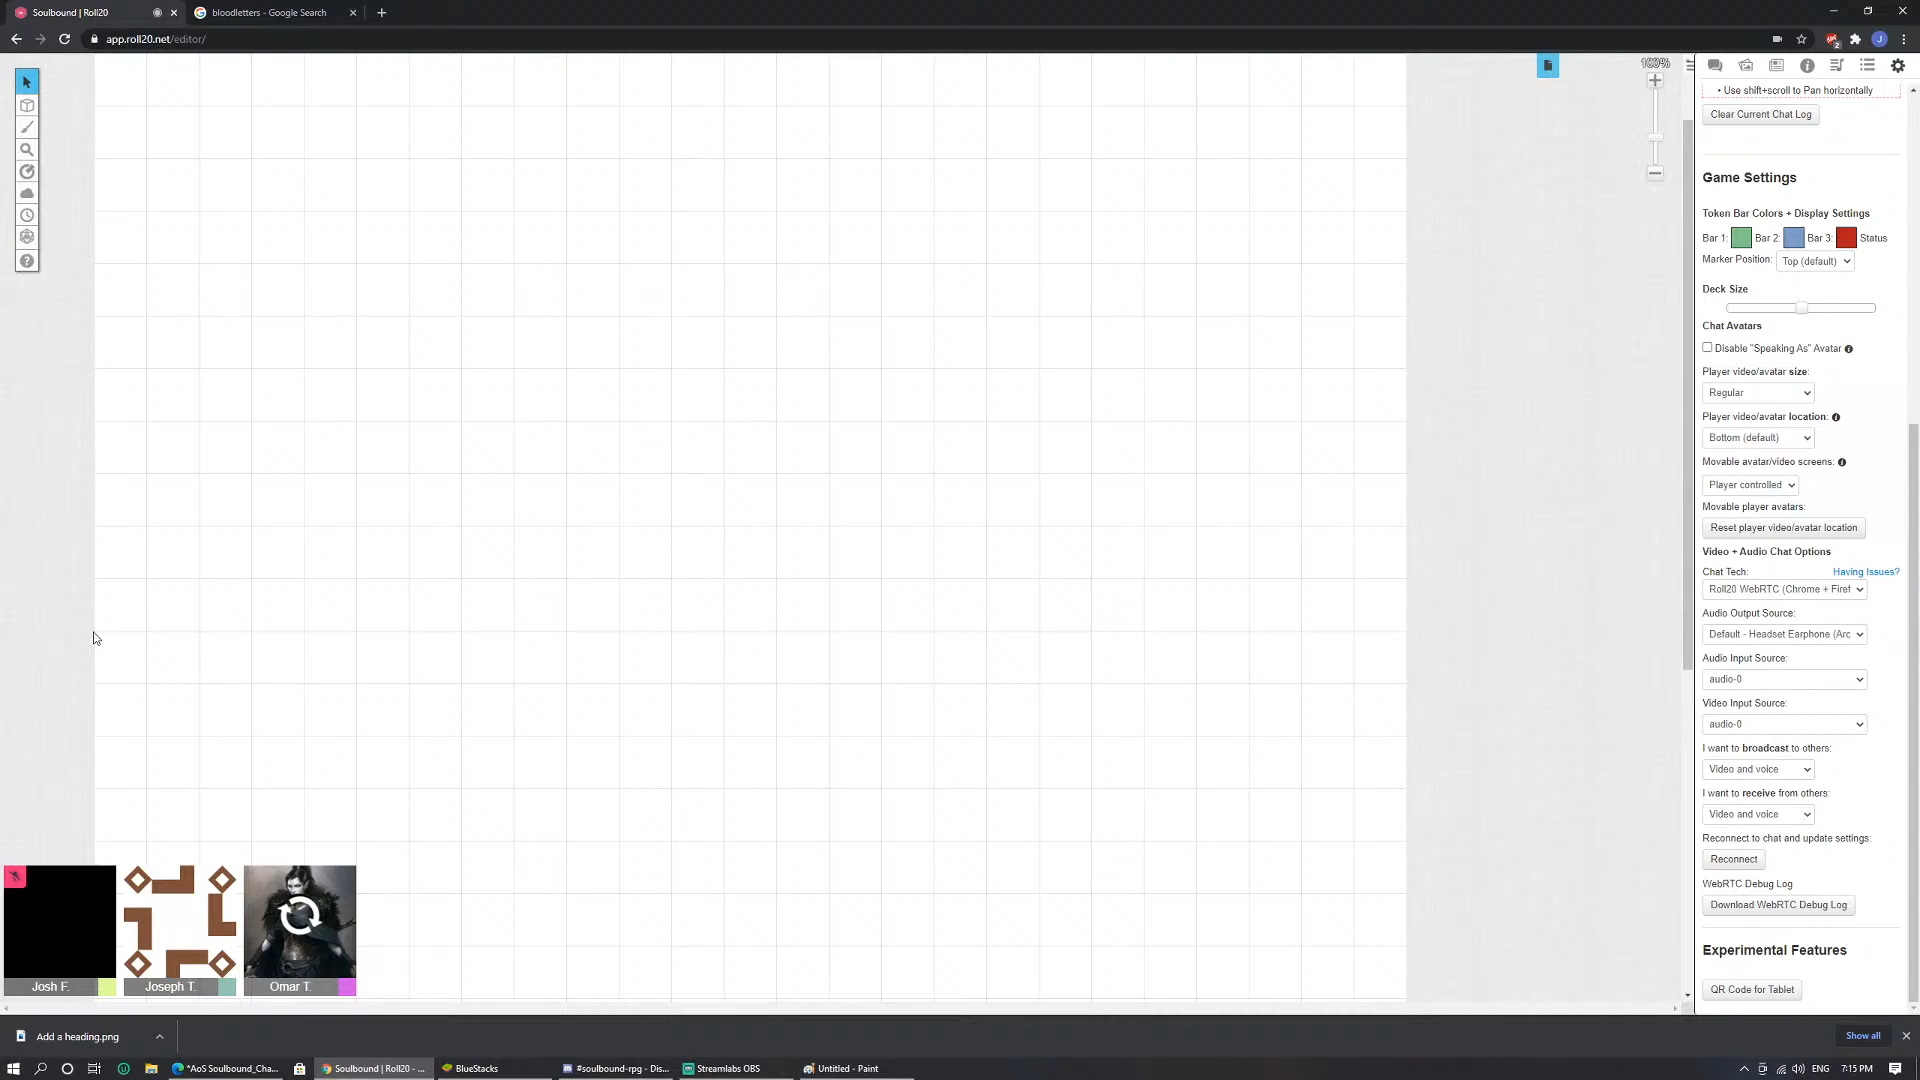 Soulbound | Roll20
bloodletters - Google Search
app.roll20.net/editor/
2
J
100%
• Use shift+scroll to Pan horizontally
Clear Current Chat Log
Game Settings
Token Bar Colors + Display Settings
Bar 1: Bar 2: Bar 3: Status
Marker Position: Top (default)
Deck Size
Chat Avatars
Disable "Speaking As" Avatar
Player video/avatar size:
Regular
Player video/avatar location:
Bottom (default)
Movable avatar/video screens:
Player controlled
Movable player avatars:
Reset player video/avatar location
Video + Audio Chat Options
Chat Tech: Having Issues?
Roll20 WebRTC (Chrome + Firef
Audio Output Source:
Default - Headset Earphone (Arc
Audio Input Source:
audio-0
Video Input Source:
audio-0
I want to broadcast to others:
Video and voice
I want to receive from others:
Video and voice
Reconnect to chat and update settings:
Reconnect
WebRTC Debug Log
Download WebRTC Debug Log
Experimental Features
QR Code for Tablet
Josh F. Joseph T. Omar T.
Add a heading.png
Show all
*AoS Soulbound_Cha...
Soulbound | Roll20 - ...
BlueStacks
#soulbound-rpg - Dis...
Streamlabs OBS
Untitled - Paint
ENG
7:15 PM